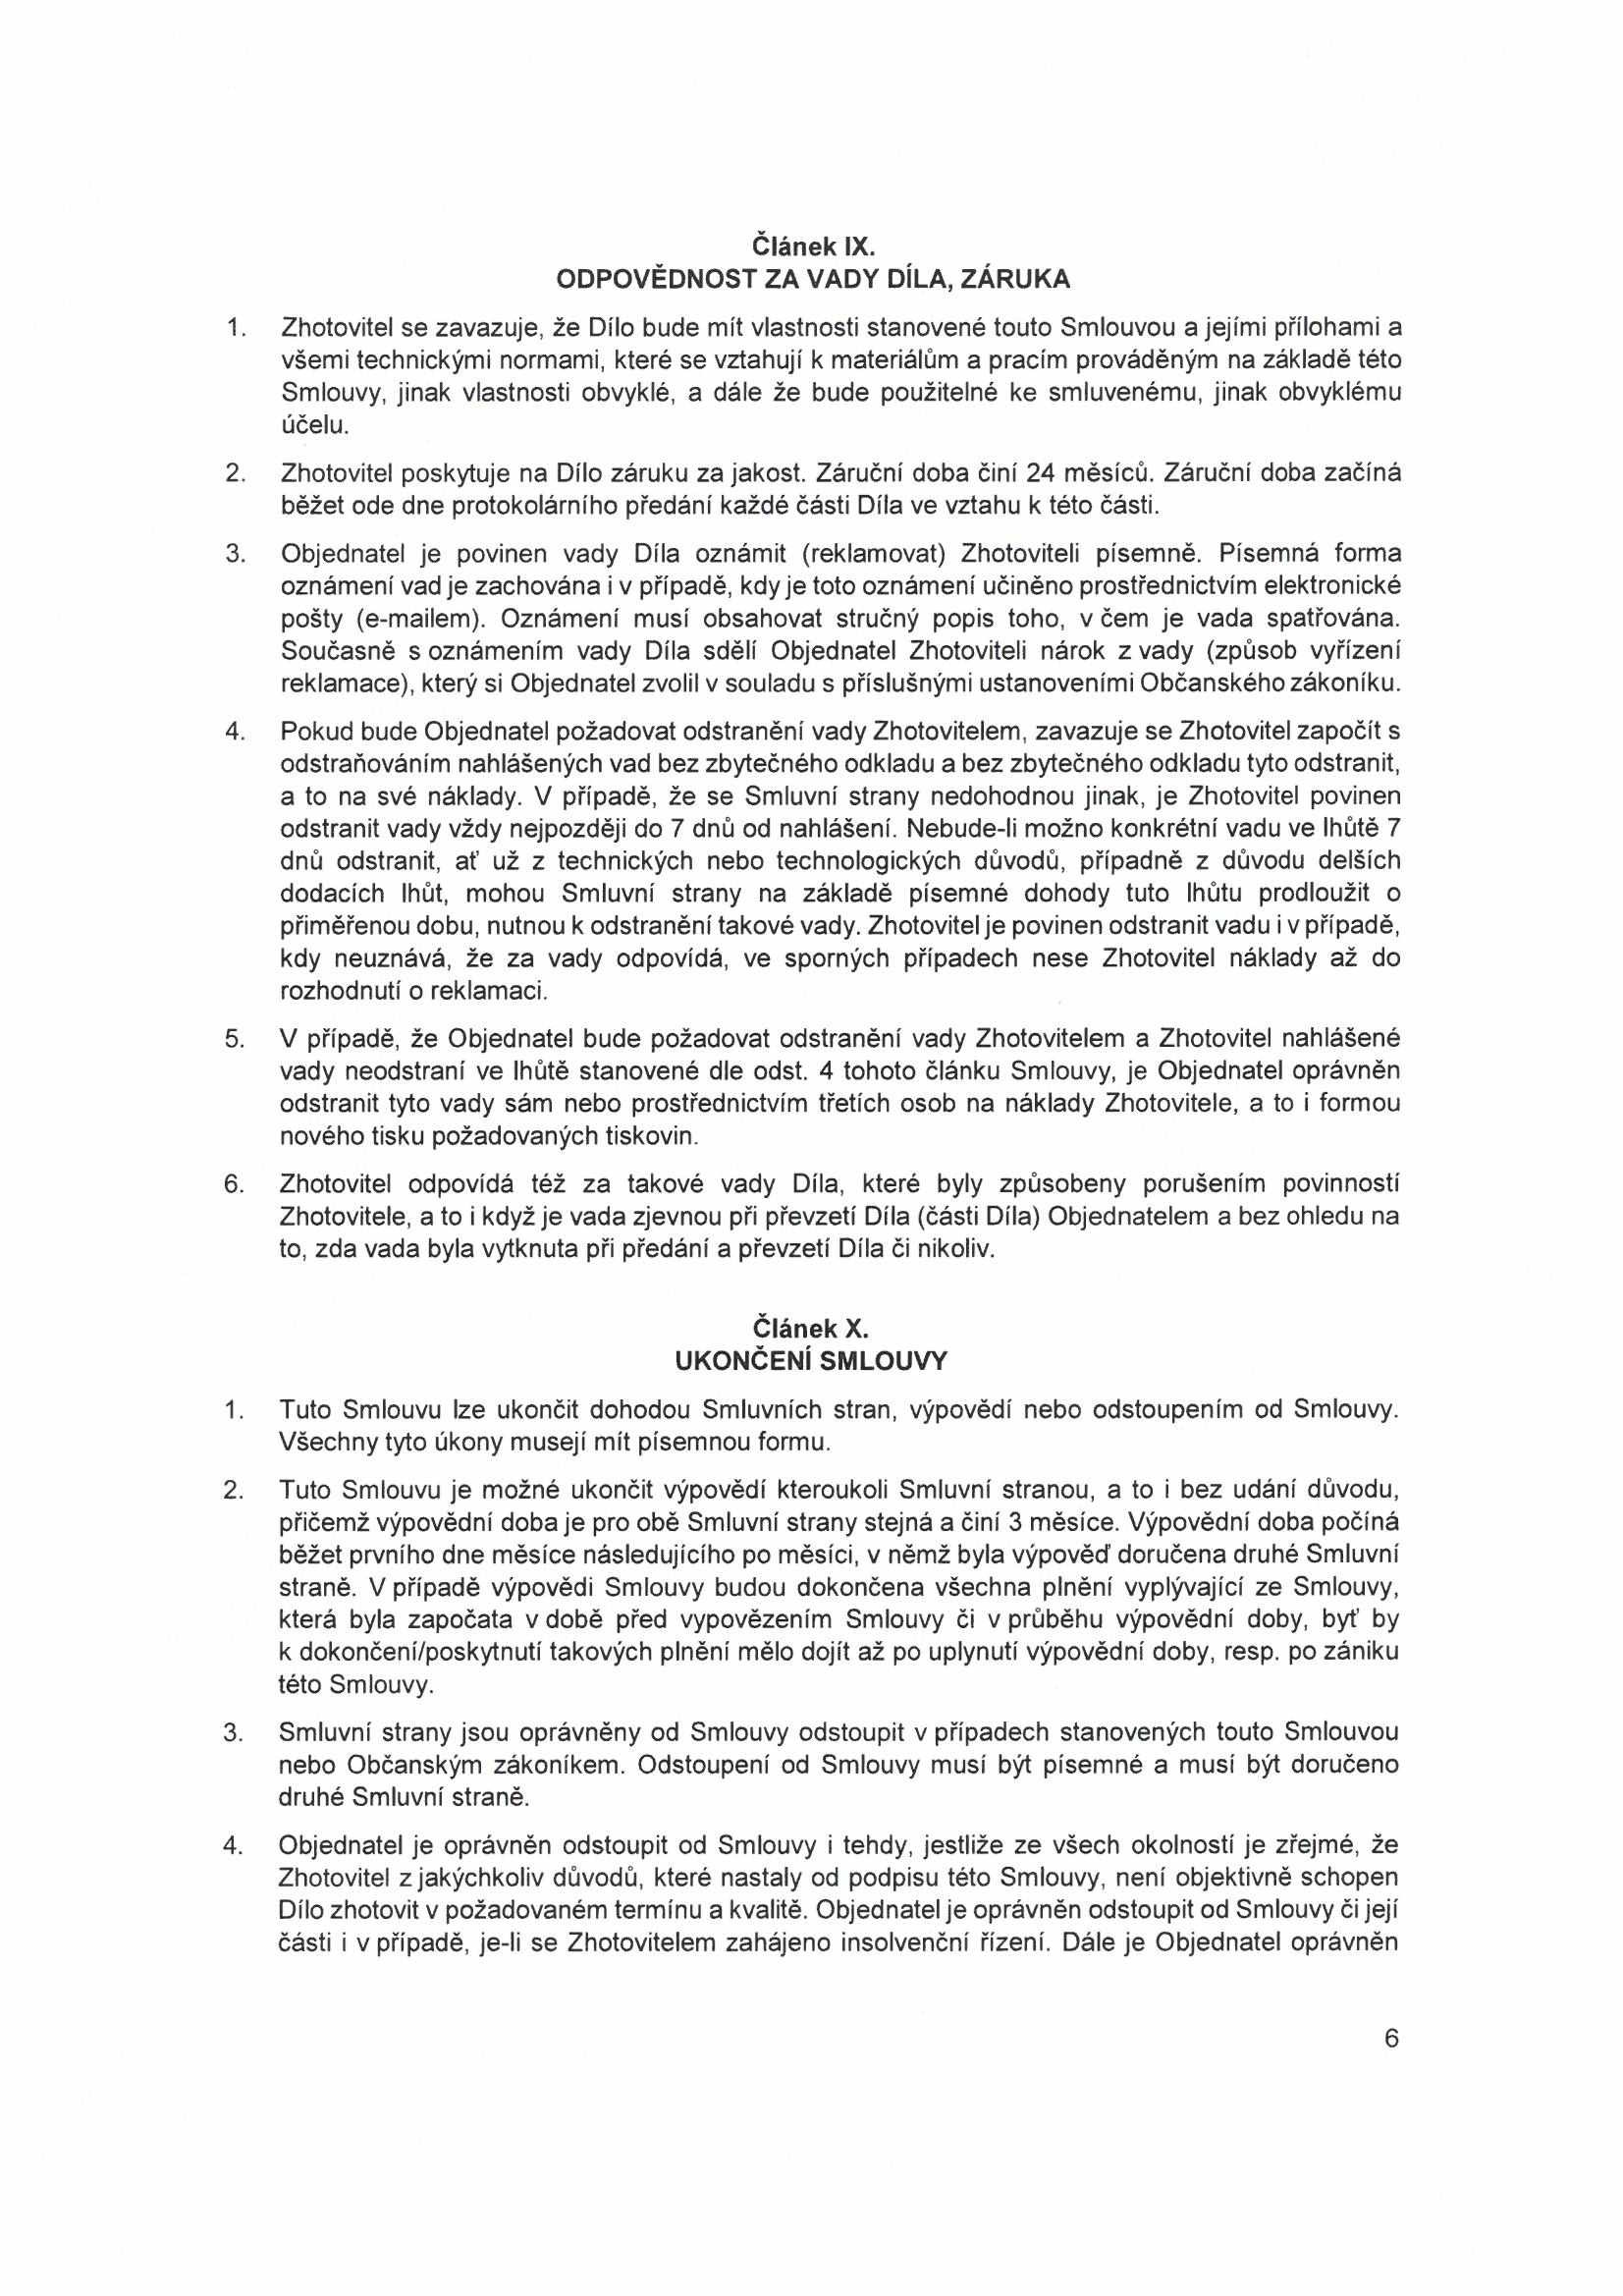 Článek IX.
ODPOVĚDNOST ZA VADY DÍLA, ZÁRUKA
1. Zhotovitel se zavazuje, že Dílo bude mít vlastnosti stanovené touto Smlouvou a jejími přílohami a
všemi technickými normami, které se vztahují k materiálům a pracím prováděným na základě této
Smlouvy, jinak vlastnosti obvyklé, a dále že bude použitelné ke smluvenému, jinak obvyklému
účelu.
2. Zhotovitel poskytuje na Dílo záruku za jakost. Záruční doba činí 24 měsíců. Záruční doba začíná
běžet ode dne protokolárního předání každé části Díla ve vztahu k této části.
3. Objednatel je povinen vady Díla oznámit (reklamovat) Zhotoviteli písemně. Písemná forma
oznámení vad je zachována i v případě, kdy je toto oznámení učiněno prostřednictvím elektronické
pošty (e-mailem). Oznámení musí obsahovat stručný popis toho, v čem je vada spatřována.
Současně s oznámením vady Díla sdělí Objednatel Zhotoviteli nárok z vady (způsob vyřízení
reklamace), který si Objednatel zvolil v souladu s příslušnými ustanoveními Občanského zákoníku.
4. Pokud bude Objednatel požadovat odstranění vady Zhotovitelem, zavazuje se Zhotovitel započít s
odstraňováním nahlášených vad bez zbytečného odkladu a bez zbytečného odkladu tyto odstranit,
a to na své náklady. V případě, že se Smluvní strany nedohodnou jinak, je Zhotovitel povinen
odstranit vady vždy nejpozději do 7 dnů od nahlášení. Nebude-li možno konkrétní vadu ve lhůtě 7
dnů odstranit, ať už z technických nebo technologických důvodů, případně z důvodu delších
dodacích lhůt, mohou Smluvní strany na základě písemné dohody tuto lhůtu prodloužit o
přiměřenou dobu, nutnou k odstranění takové vady. Zhotovitel je povinen odstranit vadu i v případě,
kdy neuznává, že za vady odpovídá, ve sporných případech nese Zhotovitel náklady až do
rozhodnutí o reklamaci.
5. V případě, že Objednatel bude požadovat odstranění vady Zhotovitelem a Zhotovitel nahlášené
vady neodstraní ve lhůtě stanovené dle odst. 4 tohoto článku Smlouvy, je Objednatel oprávněn
odstranit tyto vady sám nebo prostřednictvím třetích osob na náklady Zhotovitele, a to i formou
nového tisku požadovaných tiskovin.
6. Zhotovitel odpovídá též za takové vady Díla, které byly způsobeny porušením povinností
Zhotovitele, a to i když je vada zjevnou při převzetí Díla (části Díla) Objednatelem a bez ohledu na
to, zda vada byla vytknuta při předání a převzetí Díla či nikoliv.
Článek X.
UKONČENÍ SMLOUVY
1. Tuto Smlouvu lze ukončit dohodou Smluvních stran, výpovědí nebo odstoupením od Smlouvy.
Všechny tyto úkony musejí mít písemnou formu.
2. Tuto Smlouvu je možné ukončit výpovědí kteroukoli Smluvní stranou, a to i bez udání důvodu,
přičemž výpovědní doba je pro obě Smluvní strany stejná a činí 3 měsíce. Výpovědní doba počíná
běžet prvního dne měsíce následujícího po měsíci, v němž byla výpověď doručena druhé Smluvní
straně. V případě výpovědi Smlouvy budou dokončena všechna plnění vyplývající ze Smlouvy,
která byla započata v době před vypovězením Smlouvy či v průběhu výpovědní doby, byť by
k dokončení/poskytnutí takových plnění mělo dojít až po uplynutí výpovědní doby, resp. po zániku
této Smlouvy.
3. Smluvní strany jsou oprávněny od Smlouvy odstoupit v případech stanovených touto Smlouvou
nebo Občanským zákoníkem. Odstoupení od Smlouvy musí být písemné a musí být doručeno
druhé Smluvní straně.
4. Objednatel je oprávněn odstoupit od Smlouvy i tehdy, jestliže ze všech okolností je zřejmé, že
Zhotovitel z jakýchkoliv důvodů, které nastaly od podpisu této Smlouvy, není objektivně schopen
Dílo zhotovit v požadovaném termínu a kvalitě. Objednatel je oprávněn odstoupit od Smlouvy či její
části i v případě, je-li se Zhotovitelem zahájeno insolvenční řízení. Dále je Objednatel oprávněn
6